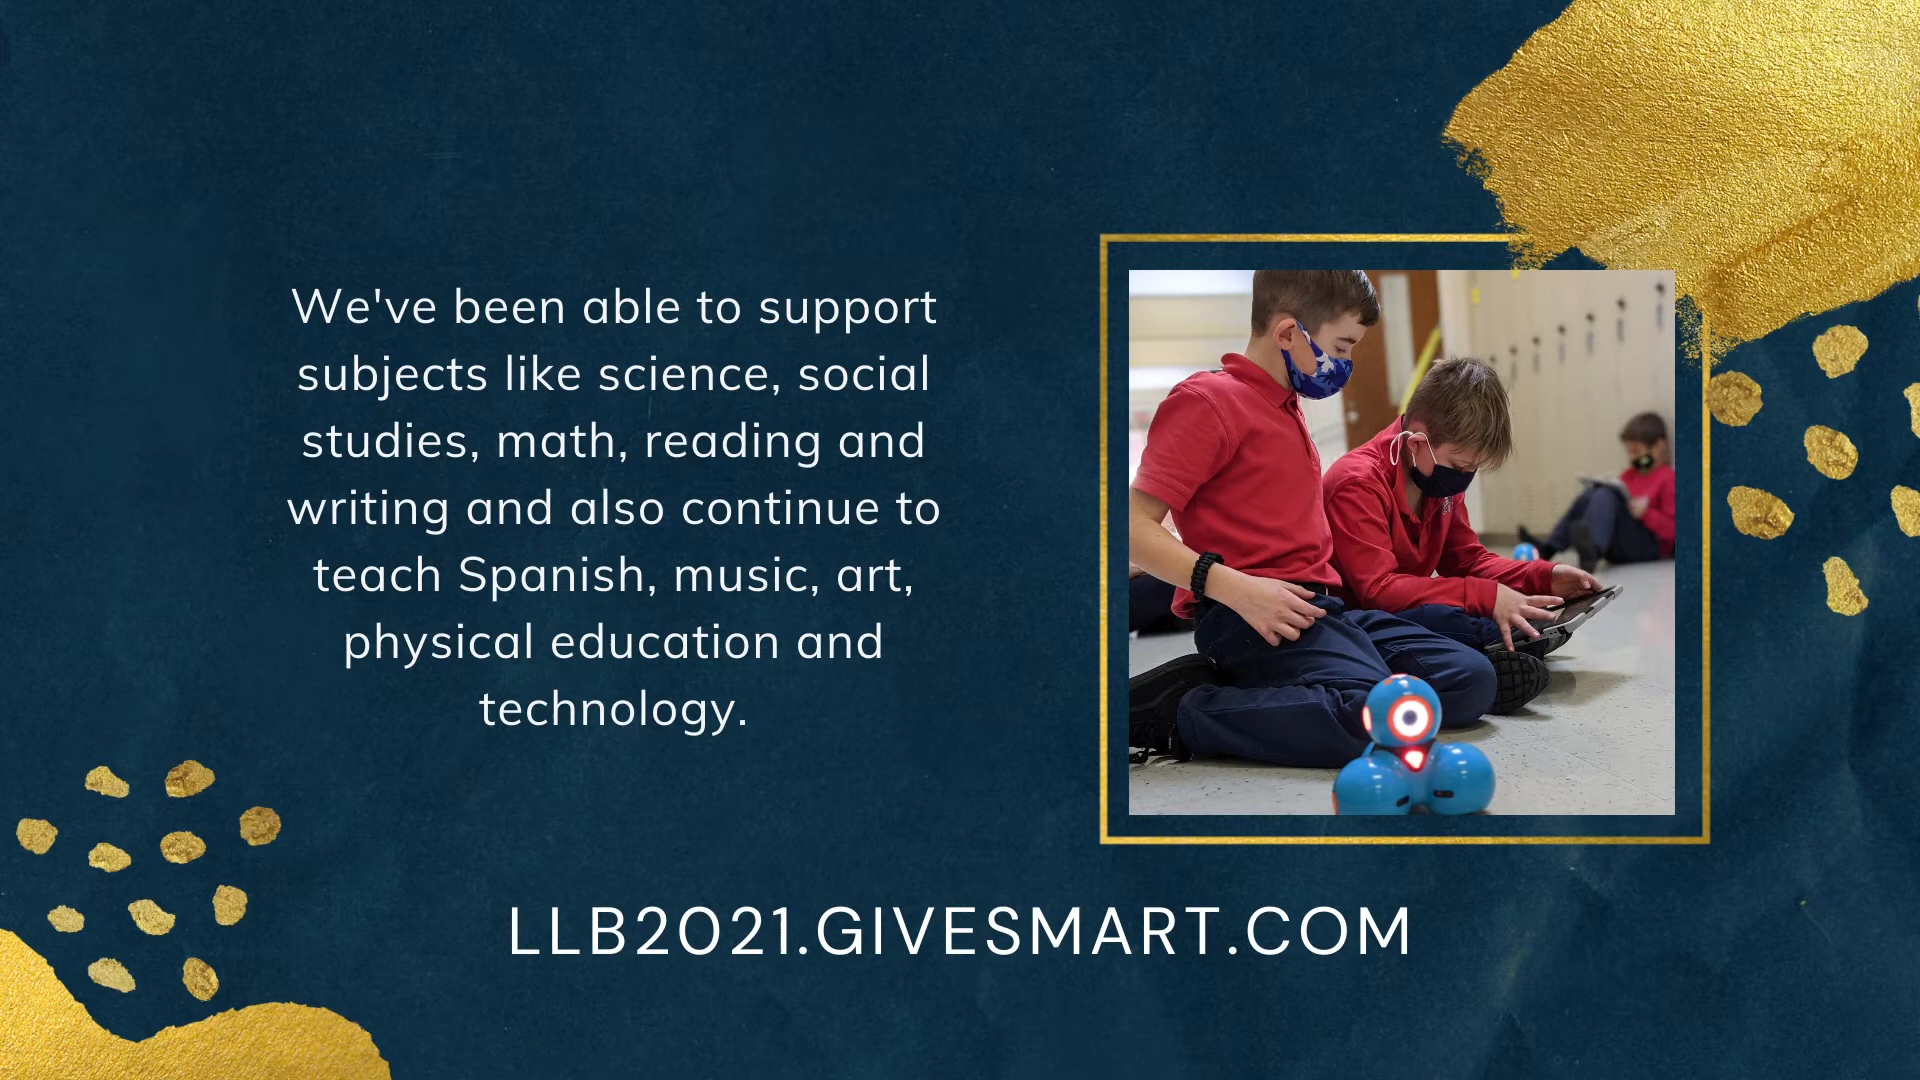 We've been able to support
subjects like science, social
studies, math, reading and
writing and also continue to
teach Spanish, music, art,
physical education and
technology.
LLB2021.GIVESMART.COM